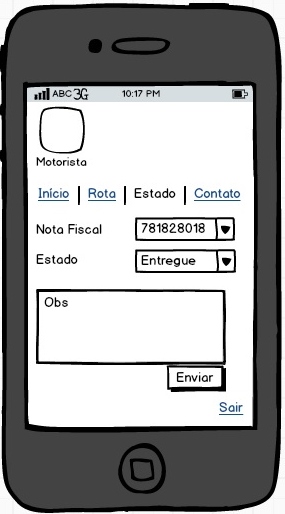 ABC 3G 10:17 PM
Motorista
Início | Rota | Estado | Contato
Nota Fiscal 781828018
Estado Entregue
Obs
Enviar
Sair